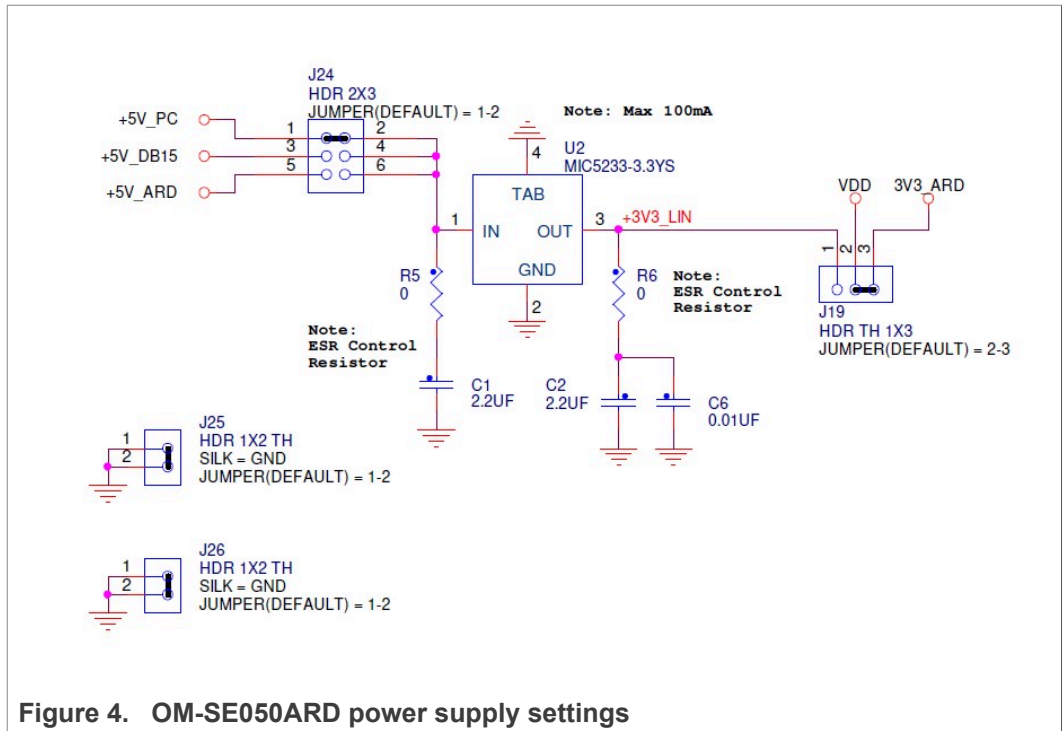 J24
HDR 2X3
JUMPER(DEFAULT) = 1-2
+5V_PC
1
2
+5V_DB15
3
4
+5V_ARD
5
6
Note: Max 100mA
4
U2
MIC5233-3.3YS
TAB
1
IN
OUT
3
+3V3_LIN
GND
2
VDD
3V3_ARD
1
2
3
J19
HDR TH 1X3
JUMPER(DEFAULT) = 2-3
R5
0
Note:
ESR Control
Resistor
R6
0
Note:
ESR Control
Resistor
C1
2.2UF
C2
2.2UF
C6
0.01UF
J25
HDR 1X2 TH
SILK = GND
JUMPER(DEFAULT) = 1-2
1
2
J26
HDR 1X2 TH
SILK = GND
JUMPER(DEFAULT) = 1-2
1
2
Figure 4. OM-SE050ARD power supply settings